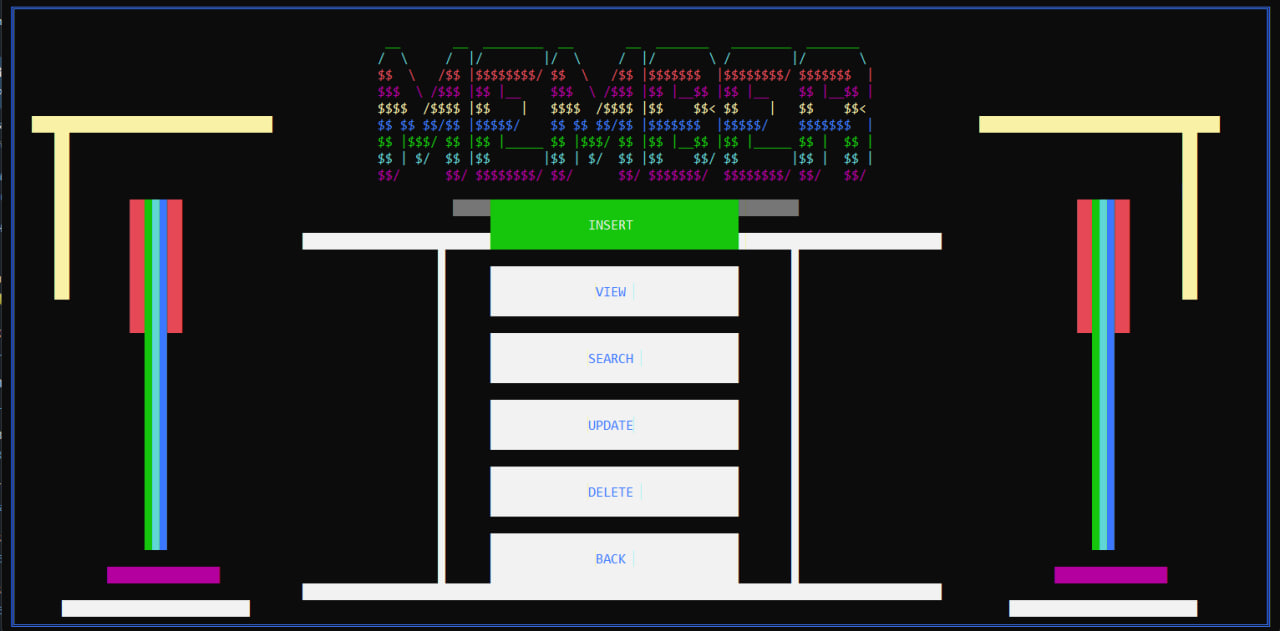 MEMBER
INSERT
VIEW
SEARCH
UPDATE
DELETE
BACK